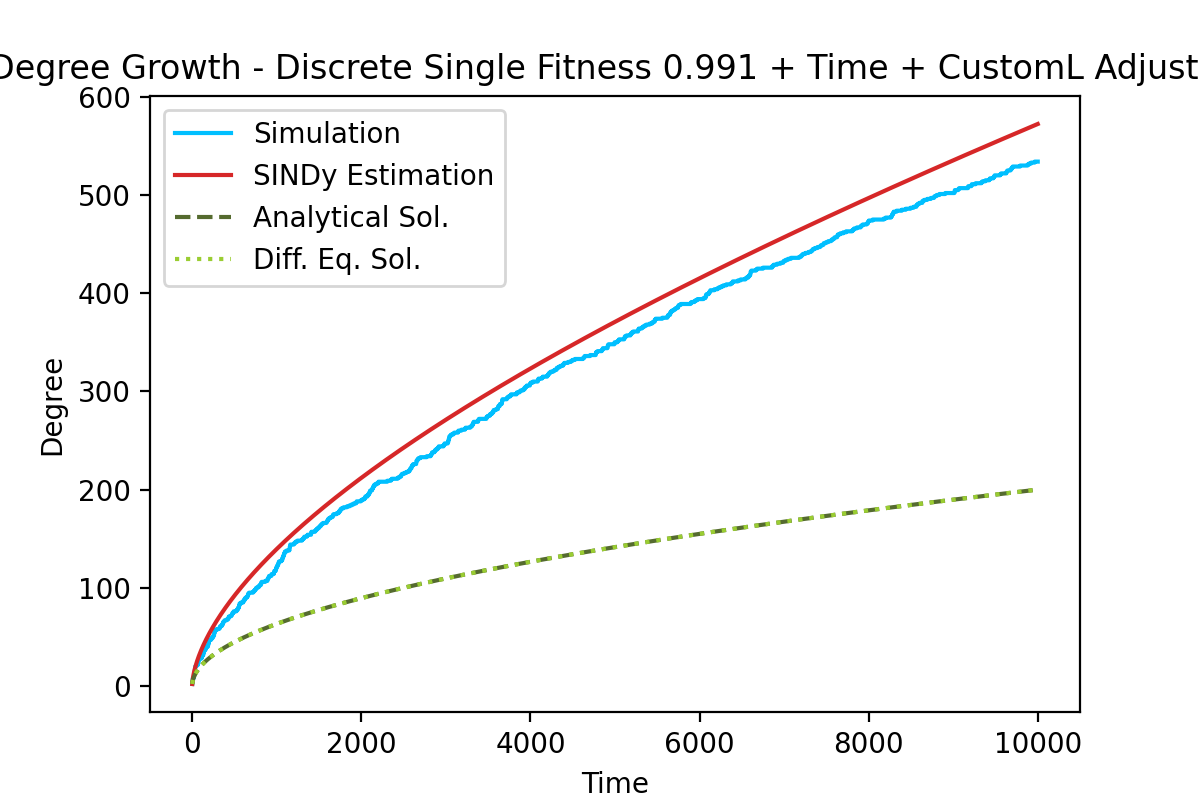 Degree Growth - Discrete Single Fitness 0.991 + Time + CustomL Adjust
600
500
400
300
200
100
0
Degree
Simulation
SINDy Estimation
Analytical Sol.
Diff. Eq. Sol.
0 2000 4000 6000 8000 10000
Time